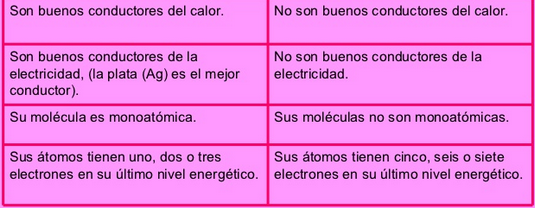 Son buenos conductores del calor.
No son buenos conductores del calor.
Son buenos conductores de la
electricidad, (la plata (Ag) es el mejor
conductor).
No son buenos conductores de la
electricidad.
Su molécula es monoatómica.
Sus moléculas no son monoatómicas.
Sus átomos tienen uno, dos o tres
electrones en su último nivel energético.
Sus átomos tienen cinco, seis o siete
electrones en su último nivel energético.